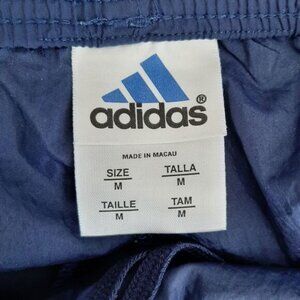 adidas®
MADE IN MACAU
SIZE TALLA
M M
TAILLE TAM
M M